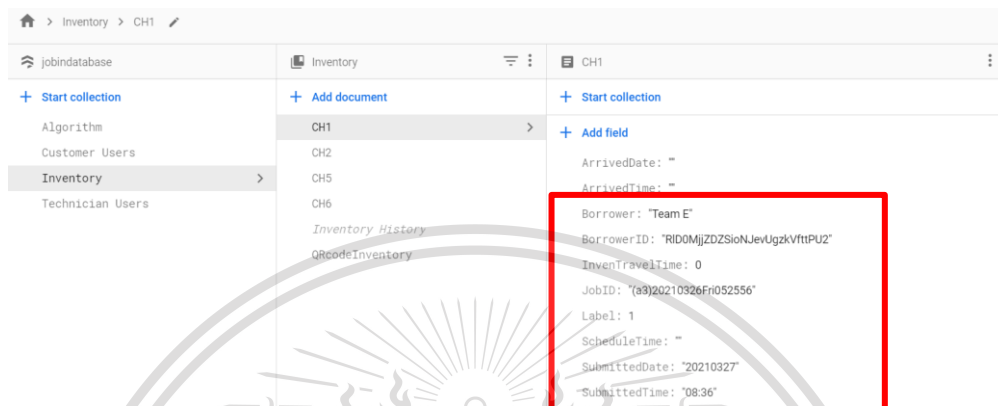 Inventory > CH1
jobindatabase
Inventory
CH1
+ Start collection
+ Add document
+ Start collection
Algorithm
Customer Users
Inventory
Technician Users
CH1
CH2
CH5
CH6
Inventory History
QRcodeInventory
+ Add field
ArrivedDate: ""
ArrivedTime: ""
Borrower: "Team E"
BorrowerID: "RlD0MjjZDZSioNJevUgzkVfttPU2"
InvenTravelTime: 0
JobID: "(a3)20210326Fri052556"
Label: 1
ScheduleTime: ""
SubmittedDate: "20210327"
SubmittedTime: "08:36"